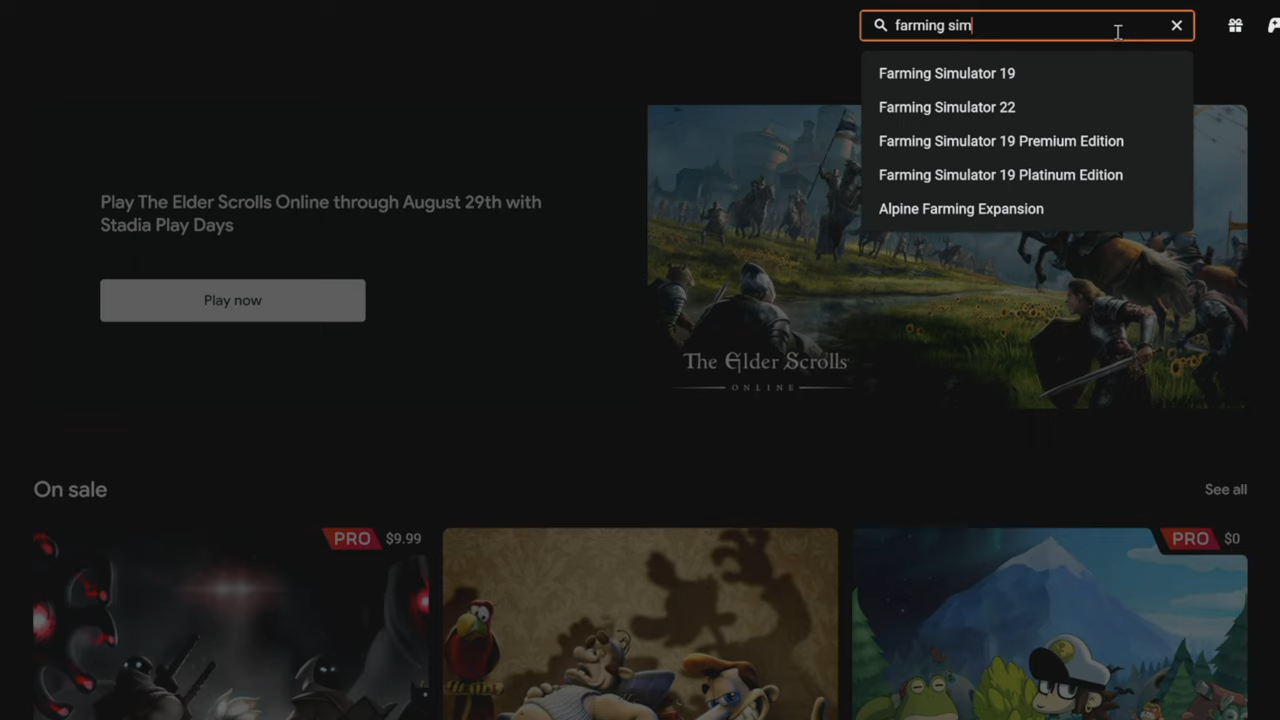 farming sim
Farming Simulator 19
Farming Simulator 22
Farming Simulator 19 Premium Edition
Farming Simulator 19 Platinum Edition
Alpine Farming Expansion
Play The Elder Scrolls Online through August 29th with
Stadia Play Days
Play now
The Elder Scrolls
ONLINE
On sale
See all
PRO $9.99
PRO $0